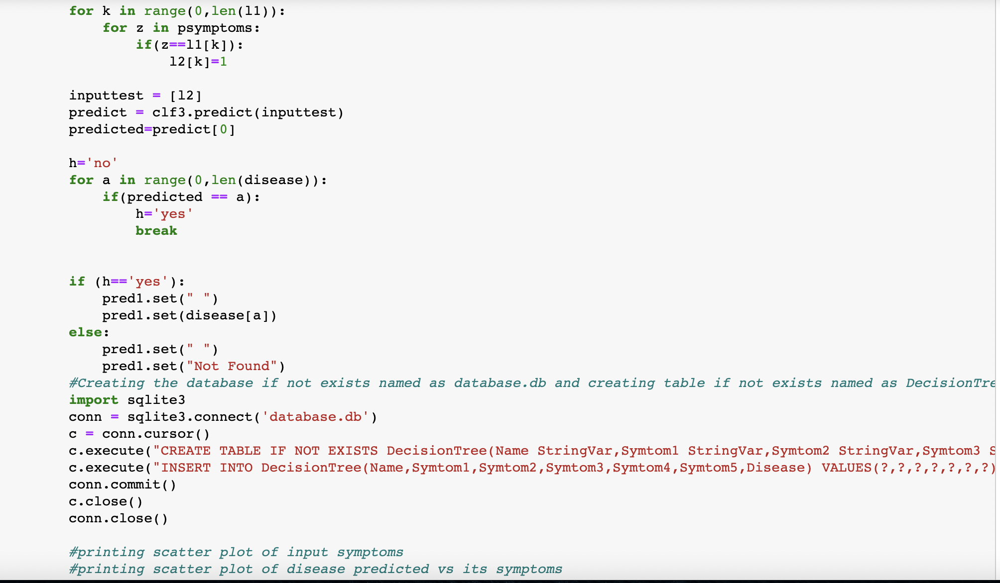 for k in range(0,len(l1)):
for z in psymptoms:
if(z==l1[k]):
l2[k]=1
inputtest = [l2]
predict = clf3.predict(inputtest)
predicted=predict[0]
h='no'
for a in range(0,len(disease)):
if(predicted == a):
h='yes'
break
if (h=='yes'):
pred1.set(" ")
pred1.set(disease[a])
else:
pred1.set(" ")
pred1.set("Not Found")
#Creating the database if not exists named as database.db and creating table if not exists named as DecisionTre
import sqlite3
conn = sqlite3.connect('database.db')
c = conn.cursor()
c.execute("CREATE TABLE IF NOT EXISTS DecisionTree(Name StringVar,Symtom1 StringVar,Symtom2 StringVar,Symtom3 S
c.execute("INSERT INTO DecisionTree(Name,Symtom1,Symtom2,Symtom3,Symtom4,Symtom5,Disease) VALUES(?,?,?,?,?,?,?)
conn.commit()
c.close()
conn.close()
#printing scatter plot of input symptoms
#printing scatter plot of disease predicted vs its symptoms